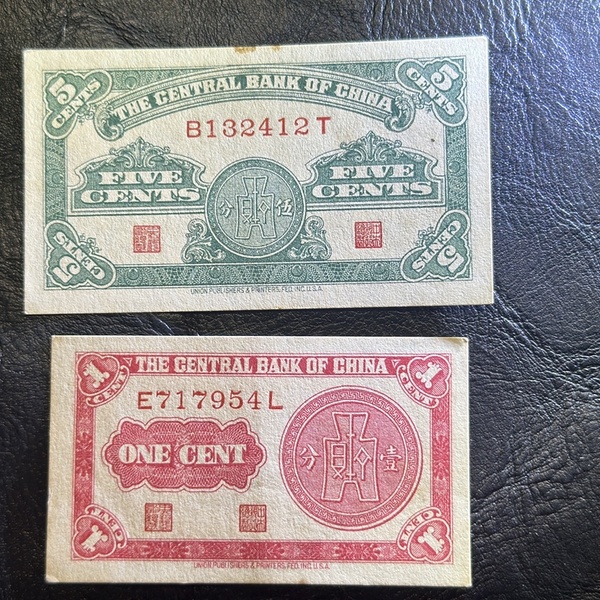 5 CENTS 5 CENTS
THE CENTRAL BANK OF CHINA
B132412T
FIVE CENTS FIVE CENTS
分 伍
5 CENTS 5 CENTS
UNION PUBLISHERS & PRINTERS, FED. INC. U.S.A.
1 CENT THE CENTRAL BANK OF CHINA 1 CENT
E717954L
ONE CENT
分 壹
1 CENT 1 CENT
UNION PUBLISHERS & PRINTERS, FED. INC. U.S.A.